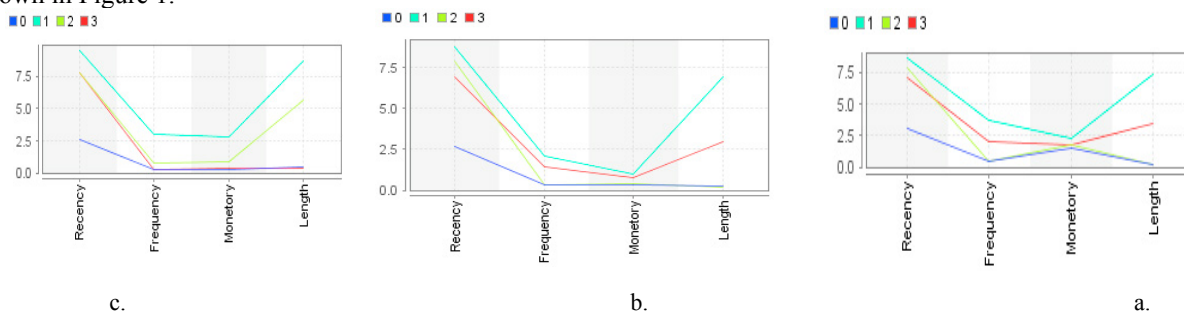 own in Figure 1.
0 1 2 3
7.5
5.0
2.5
0.0
Recency
Frequency
Monetory
Length
c.
0 1 2 3
7.5
5.0
2.5
0.0
Recency
Frequency
Monetory
Length
b.
0 1 2 3
7.5
5.0
2.5
0.0
Recency
Frequency
Monetory
Length
a.